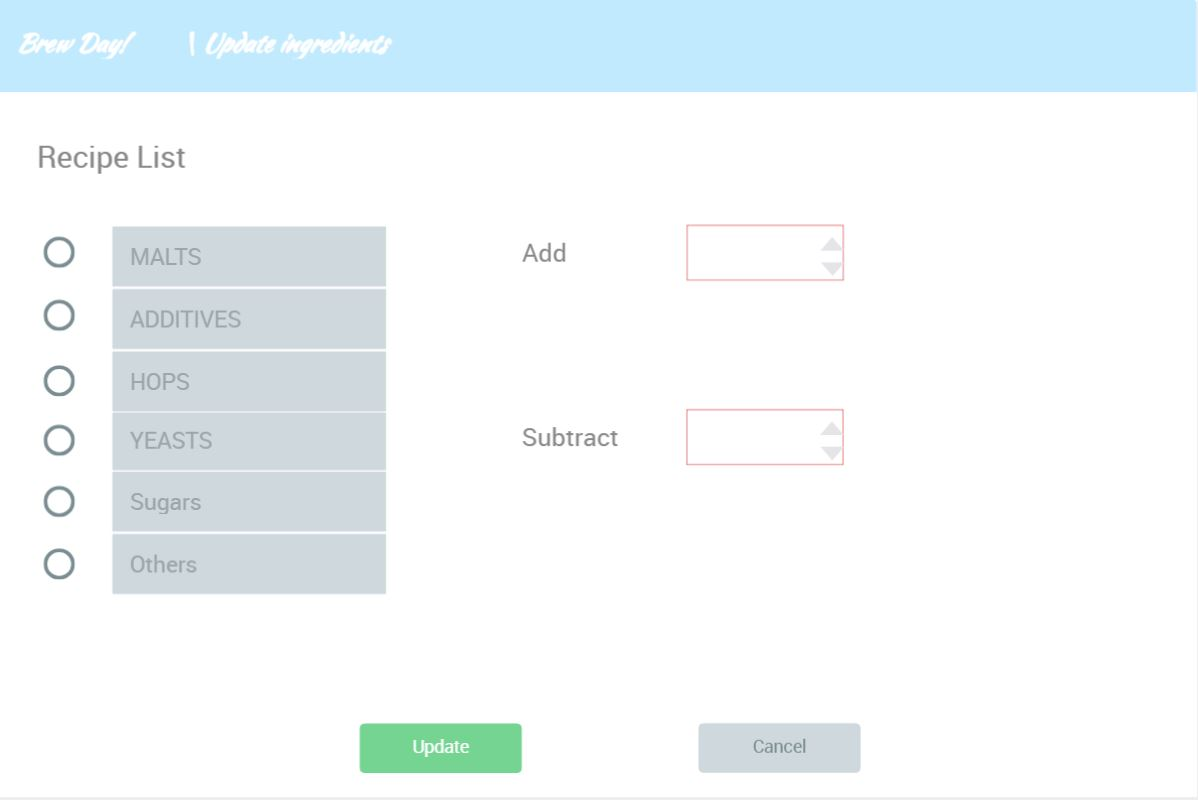 Brew Day! | Update ingredients
Recipe List
MALTS
ADDITIVES
HOPS
YEASTS
Sugars
Others
Add
Subtract
Update
Cancel